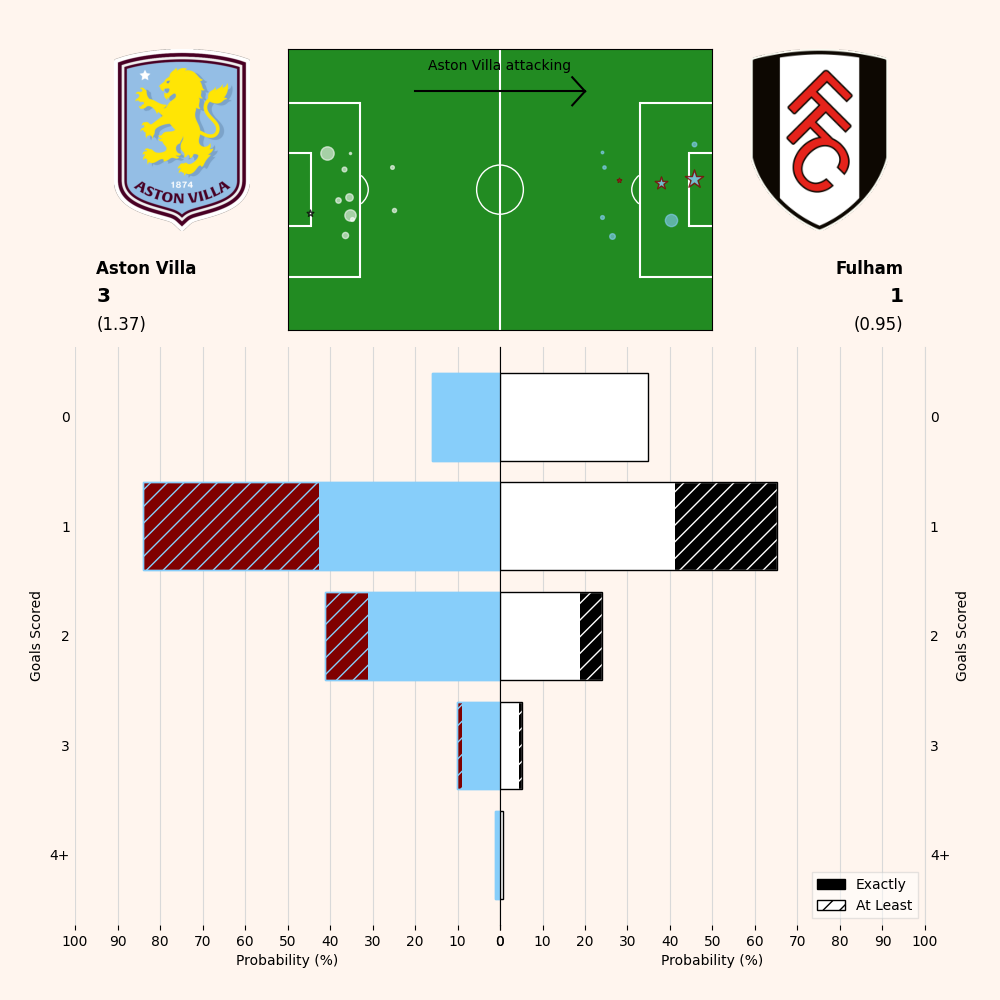 Aston Villa attacking
1874
ASTON VILLA
FFC
Aston Villa
3
(1.37)
Fulham
1
(0.95)
0
1
2
3
4+
Goals Scored
0
1
2
3
4+
Goals Scored
Exactly
At Least
100 90 80 70 60 50 40 30 20 10 0 0 10 20 30 40 50 60 70 80 90 100
Probability (%)
Probability (%)